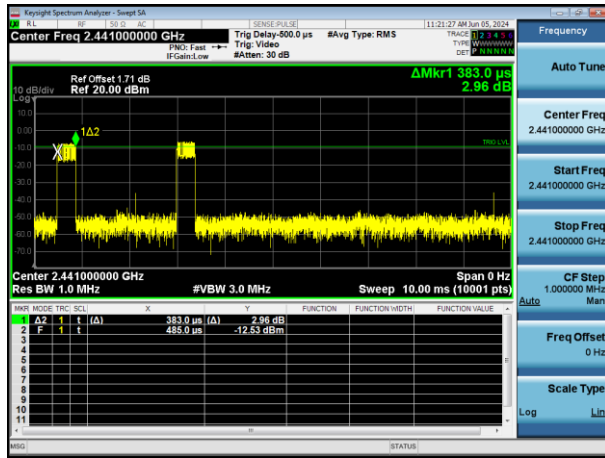 Keysight Spectrum Analyzer - Swept SA
RL RF 50 Ω AC SENSE:PULSE 11:21:27 AM Jun 05, 2024
Center Freq 2.441000000 GHz
PNO: Fast
IFGain:Low
Trig Delay-500.0 µs
Trig: Video
#Atten: 30 dB
#Avg Type: RMS
TRACE 1 2 3 4 5 6
TYPE WWWWWW
DET P NNNNN
Frequency
ΔMkr1 383.0 µs
2.96 dB
Ref Offset 1.71 dB
10 dB/div Ref 20.00 dBm
Log
10.0
0.00
-10.0
-20.0
-30.0
-40.0
-50.0
-60.0
-70.0
1Δ2
TRIG LVL
Center 2.441000000 GHz Span 0 Hz
Res BW 1.0 MHz #VBW 3.0 MHz Sweep 10.00 ms (10001 pts)
MKR MODE TRC SCL X Y FUNCTION FUNCTION WIDTH FUNCTION VALUE
1 Δ2 1 t (Δ) 383.0 µs (Δ) 2.96 dB
2 F 1 t 485.0 µs -12.53 dBm
3
4
5
6
7
8
9
10
11
MSG STATUS
Auto Tune
Center Freq
2.441000000 GHz
Start Freq
2.441000000 GHz
Stop Freq
2.441000000 GHz
CF Step
1.000000 MHz
Auto Man
Freq Offset
0 Hz
Scale Type
Log Lin